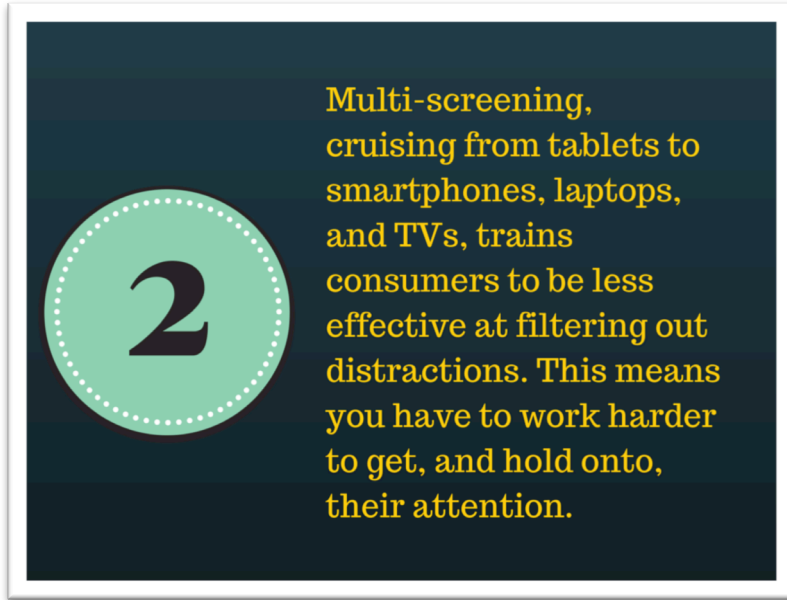 2
Multi-screening,
cruising from tablets to
smartphones, laptops,
and TVs, trains
consumers to be less
effective at filtering out
distractions. This means
you have to work harder
to get, and hold onto,
their attention.